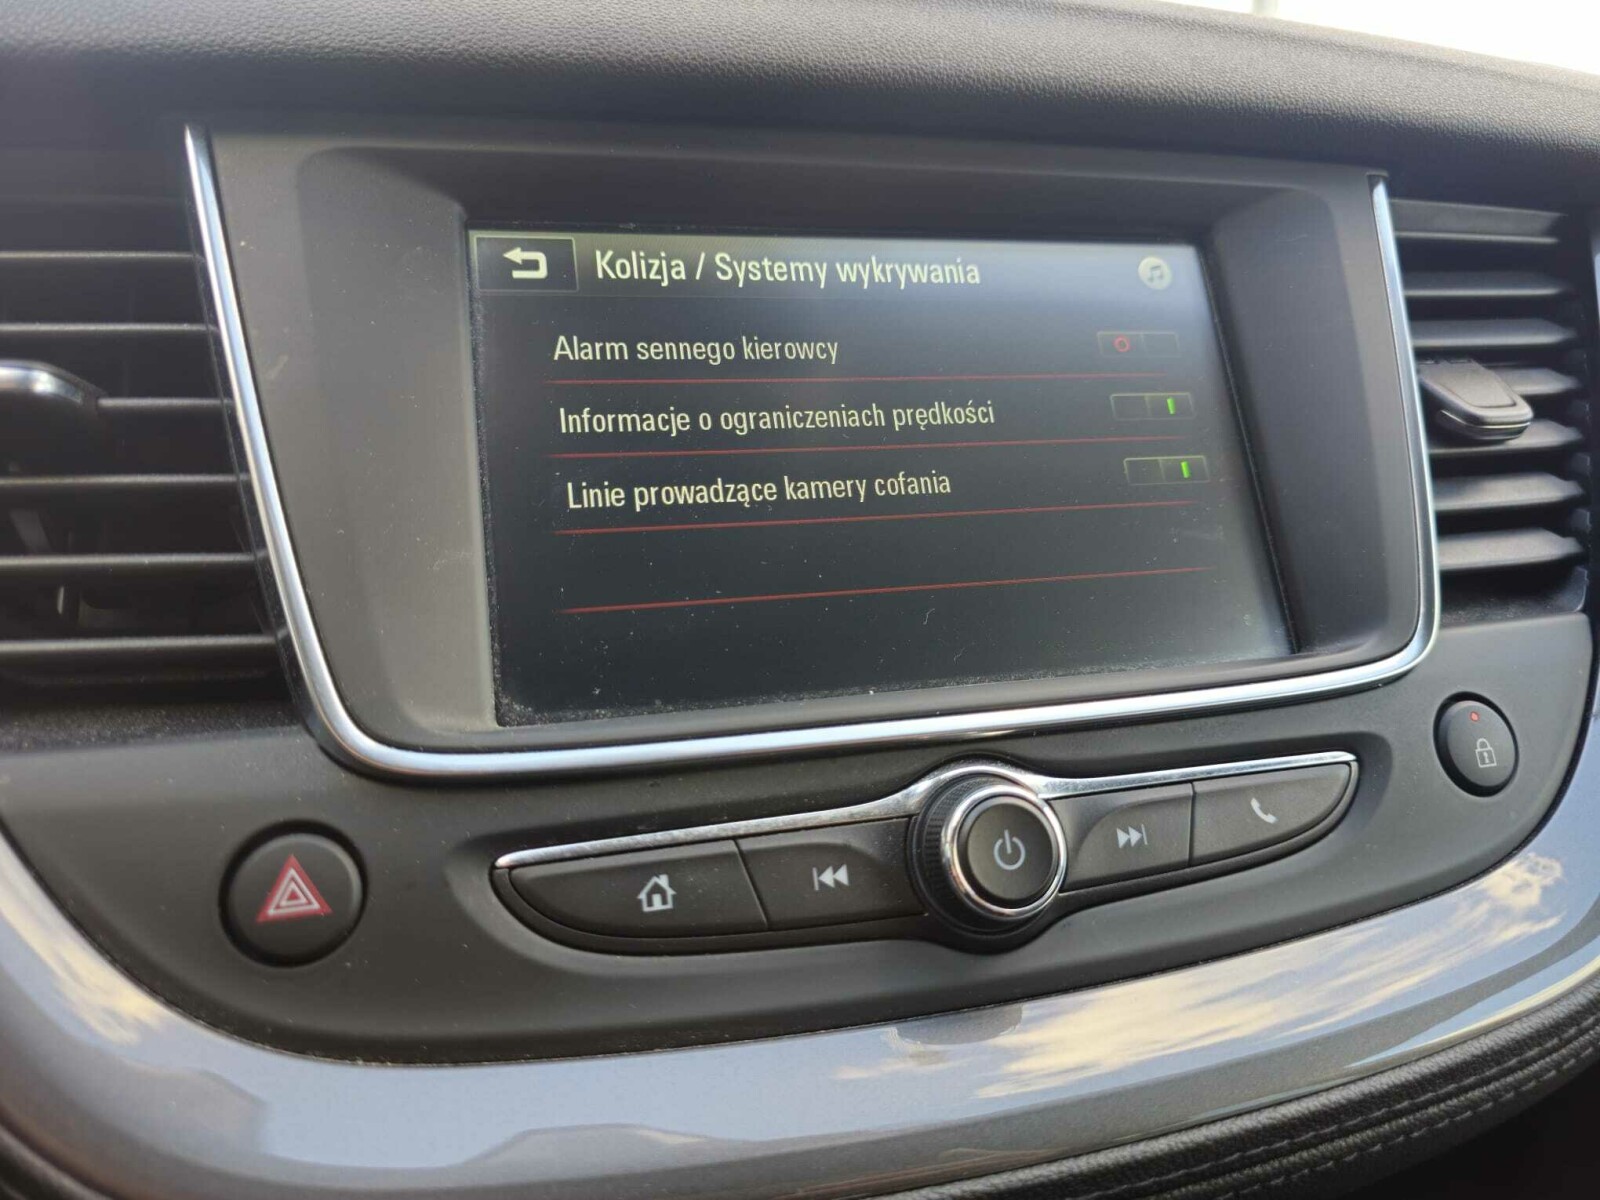 Kolizja / Systemy wykrywania
Alarm sennego kierowcy
Informacje o ograniczeniach prędkości
Linie prowadzące kamery cofania